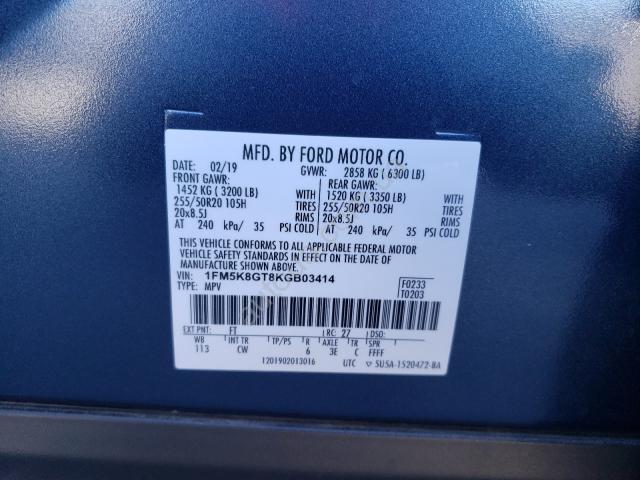 MFD. BY FORD MOTOR CO.
DATE: 02/19 GVWR: 2858 KG ( 6300 LB)
FRONT GAWR: REAR GAWR:
1452 KG ( 3200 LB) WITH 1520 KG ( 3350 LB) WITH
255/50R20 105H TIRES 255/50R20 105H TIRES
20x8.5J RIMS 20x8.5J RIMS
AT 240 kPa/ 35 PSI COLD AT 240 kPa/ 35 PSI COLD
THIS VEHICLE CONFORMS TO ALL APPLICABLE FEDERAL MOTOR
VEHICLE SAFETY STANDARDS IN EFFECT ON THE DATE OF
MANUFACTURE SHOWN ABOVE.
VIN: 1FM5K8GT8KGB03414 F0233
TYPE: MPV T0203
EXT PNT: FT RC: 27 DSO:
WB INT TR TP/PS R AXLE TR SPR
113 CW 6 3E C FFFF
1201902013016 UTC ▽ 5U5A-1520472-BA